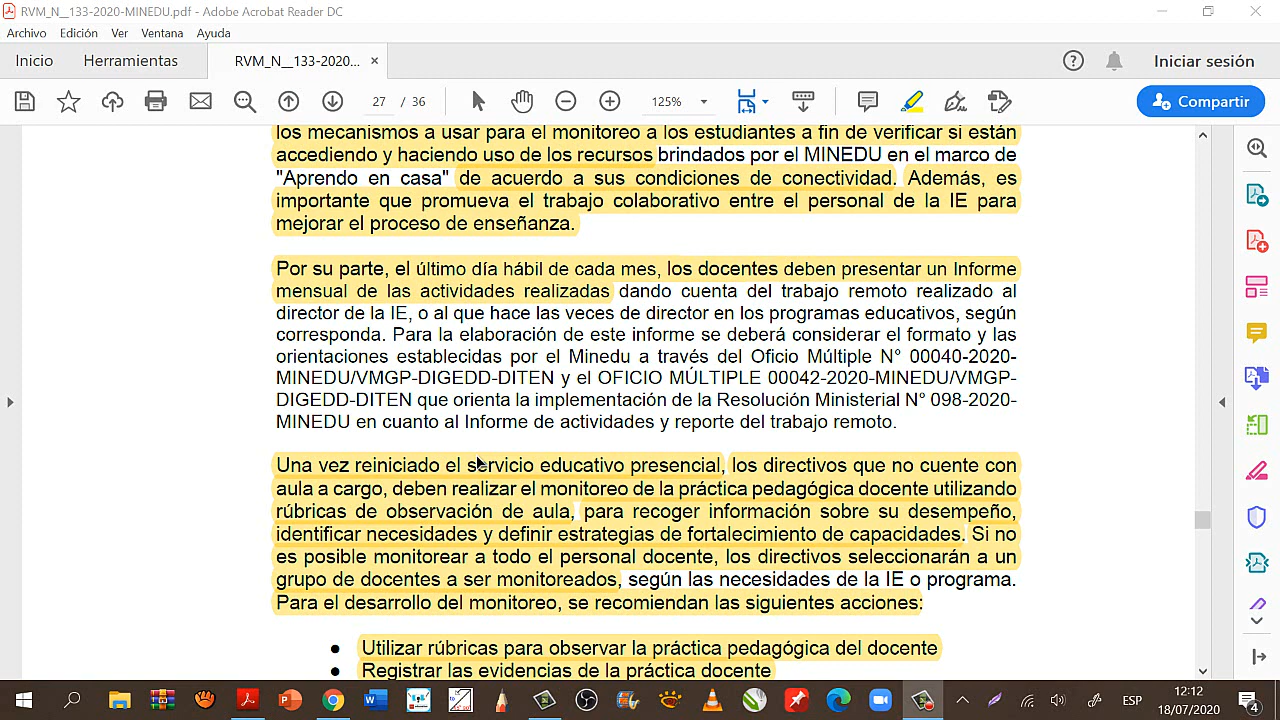 RVM_N__133-2020-MINEDU.pdf - Adobe Acrobat Reader DC
Archivo Edición Ver Ventana Ayuda
Inicio Herramientas RVM_N__133-2020... × Iniciar sesión
27 / 36 125% Compartir
los mecanismos a usar para el monitoreo a los estudiantes a fin de verificar si están
accediendo y haciendo uso de los recursos brindados por el MINEDU en el marco de
"Aprendo en casa" de acuerdo a sus condiciones de conectividad. Además, es
importante que promueva el trabajo colaborativo entre el personal de la IE para
mejorar el proceso de enseñanza.
Por su parte, el último día hábil de cada mes, los docentes deben presentar un Informe
mensual de las actividades realizadas dando cuenta del trabajo remoto realizado al
director de la IE, o al que hace las veces de director en los programas educativos, según
corresponda. Para la elaboración de este informe se deberá considerar el formato y las
orientaciones establecidas por el Minedu a través del Oficio Múltiple N° 00040-2020-
MINEDU/VMGP-DIGEDD-DITEN y el OFICIO MÚLTIPLE 00042-2020-MINEDU/VMGP-
DIGEDD-DITEN que orienta la implementación de la Resolución Ministerial N° 098-2020-
MINEDU en cuanto al Informe de actividades y reporte del trabajo remoto.
Una vez reiniciado el servicio educativo presencial, los directivos que no cuente con
aula a cargo, deben realizar el monitoreo de la práctica pedagógica docente utilizando
rúbricas de observación de aula, para recoger información sobre su desempeño,
identificar necesidades y definir estrategias de fortalecimiento de capacidades. Si no
es posible monitorear a todo el personal docente, los directivos seleccionarán a un
grupo de docentes a ser monitoreados, según las necesidades de la IE o programa.
Para el desarrollo del monitoreo, se recomiendan las siguientes acciones:
● Utilizar rúbricas para observar la práctica pedagógica del docente
● Registrar las evidencias de la práctica docente
ESP 12:12
18/07/2020 4